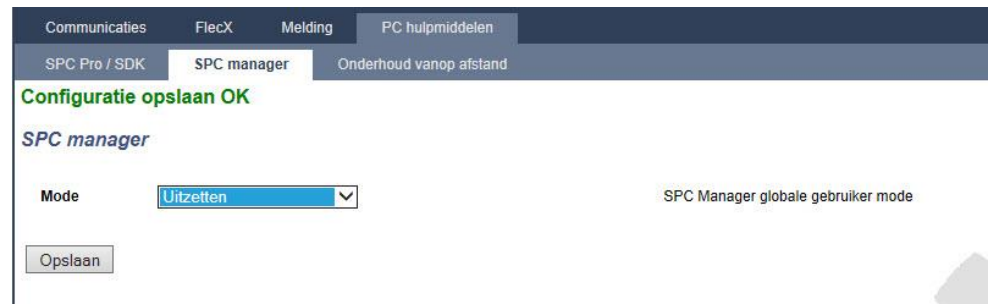 Communicaties FlecX Melding PC hulpmiddelen
SPC Pro / SDK SPC manager Onderhoud vanop afstand
Configuratie opslaan OK
SPC manager
Mode Uitzetten SPC Manager globale gebruiker mode
Opslaan